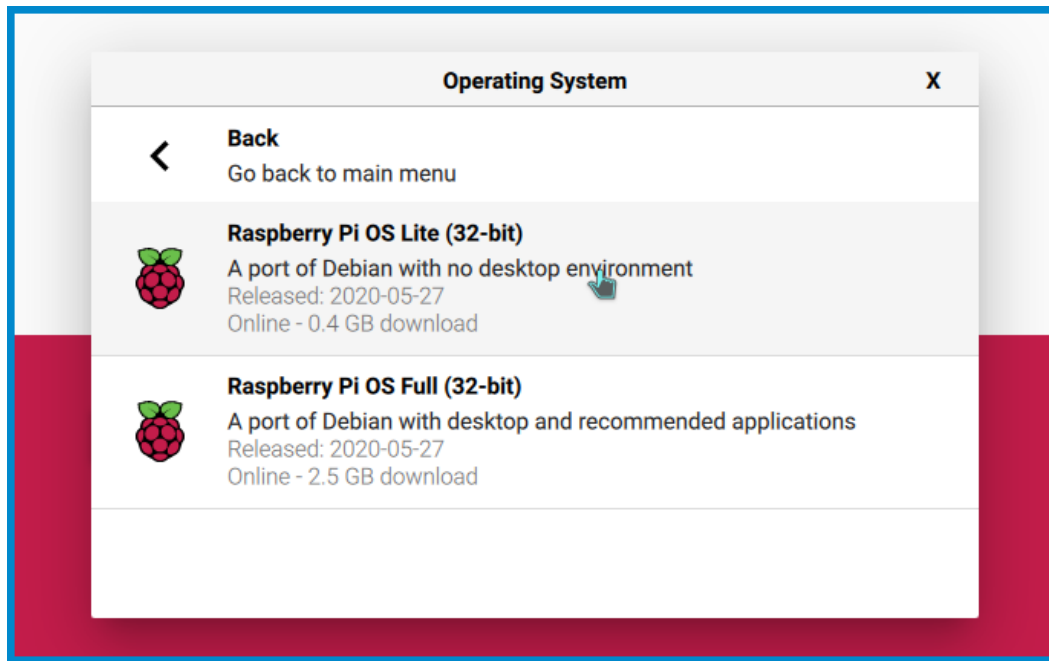 Operating System X
Back
Go back to main menu
Raspberry Pi OS Lite (32-bit)
A port of Debian with no desktop environment
Released: 2020-05-27
Online - 0.4 GB download
Raspberry Pi OS Full (32-bit)
A port of Debian with desktop and recommended applications
Released: 2020-05-27
Online - 2.5 GB download